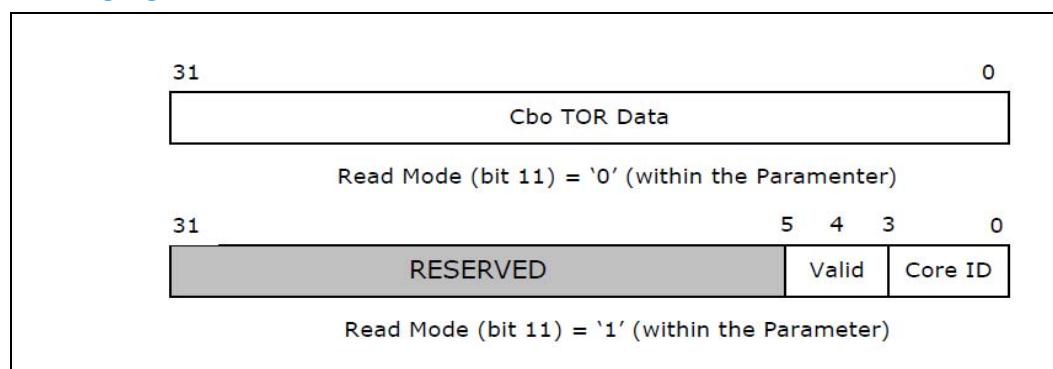 31 0
Cbo TOR Data
Read Mode (bit 11) = ‘0’ (within the Paramenter)
31 5 4 3 0
RESERVED Valid Core ID
Read Mode (bit 11) = ‘1’ (within the Parameter)